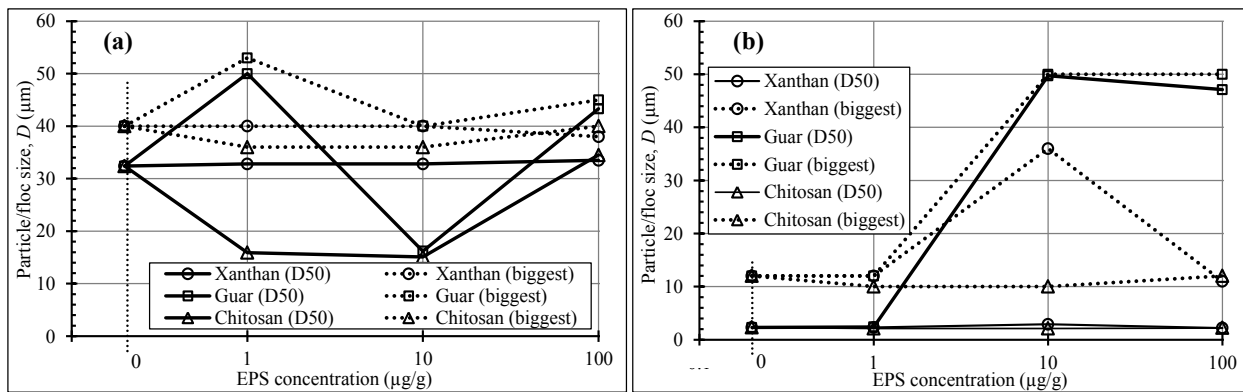 (a)
60
50
40
30
20
10
0
Particle/floc size, D (µm)
Xanthan (D50) Xanthan (biggest)
Guar (D50) Guar (biggest)
Chitosan (D50) Chitosan (biggest)
0 1 10 100
EPS concentration (µg/g)
(b)
60
50
40
30
20
10
0
Particle/floc size, D (µm)
Xanthan (D50)
Xanthan (biggest)
Guar (D50)
Guar (biggest)
Chitosan (D50)
Chitosan (biggest)
0 1 10 100
EPS concentration (µg/g)